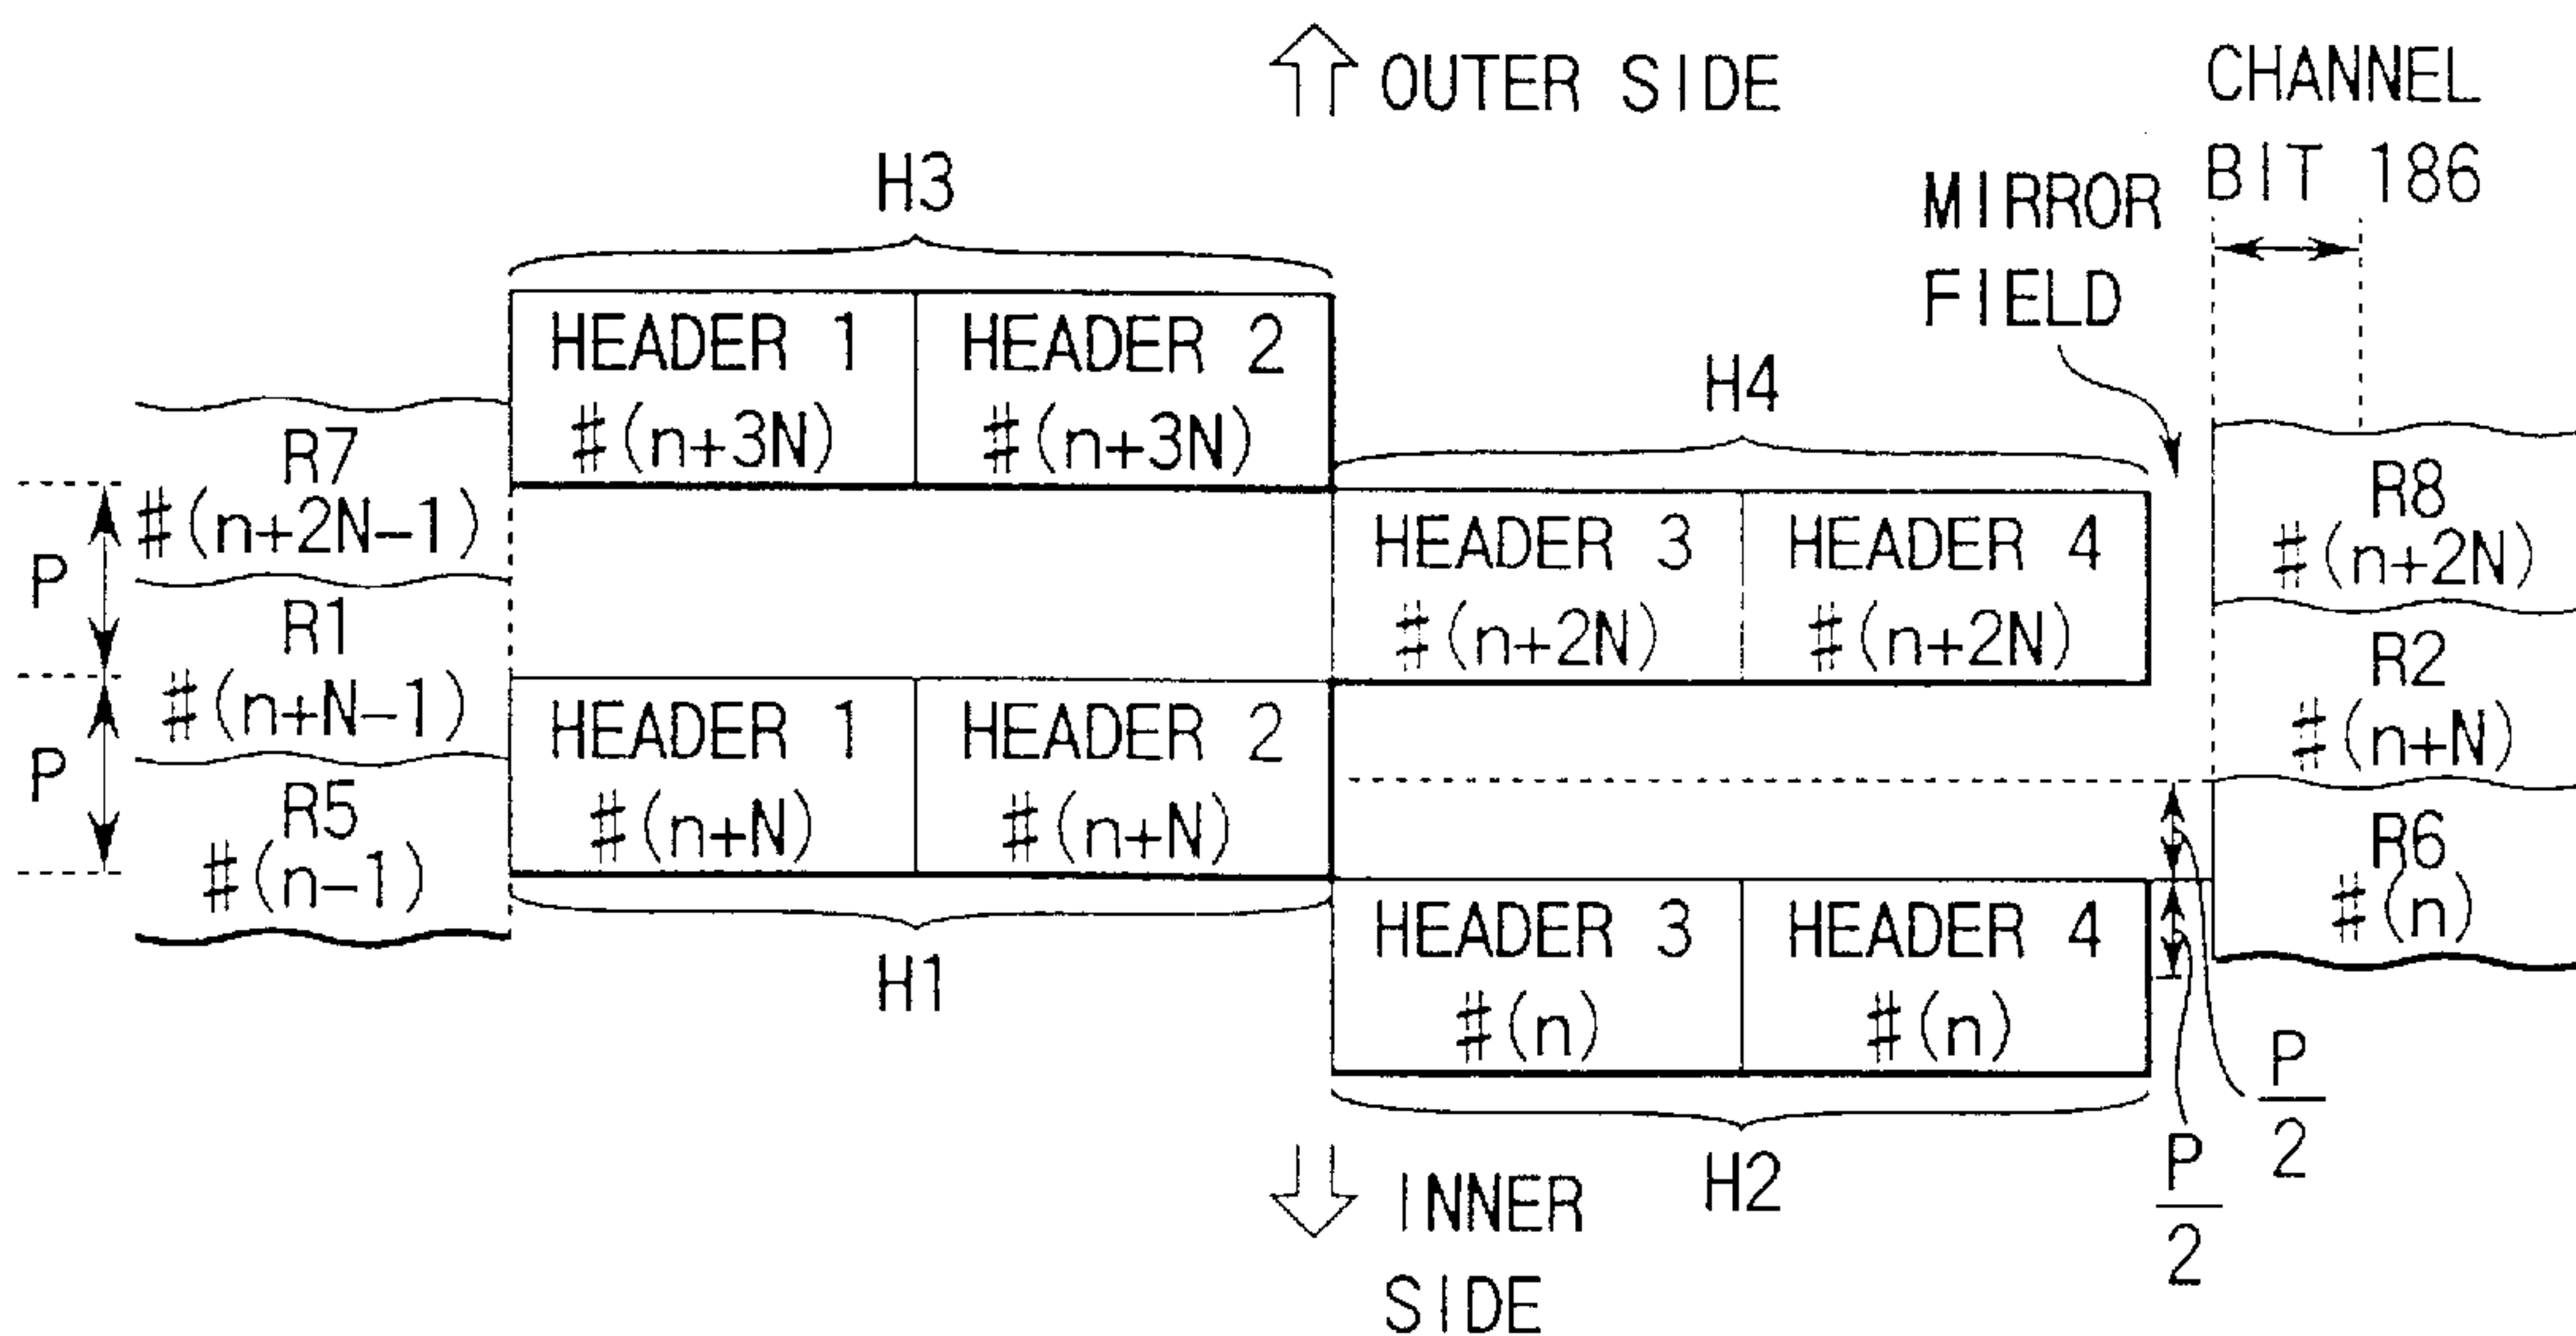 OUTER SIDE
CHANNEL
BIT 186
MIRROR
FIELD
H3
HEADER 1
#(n+3N)
HEADER 2
#(n+3N)
H4
R7
#(n+2N-1)
HEADER 3
#(n+2N)
HEADER 4
#(n+2N)
R8
#(n+2N)
P
R1
#(n+N-1)
R2
#(n+N)
P
HEADER 1
#(n+N)
HEADER 2
#(n+N)
R5
#(n-1)
R6
#(n)
H1
HEADER 3
#(n)
HEADER 4
#(n)
P
2
P
2
H2
INNER
SIDE